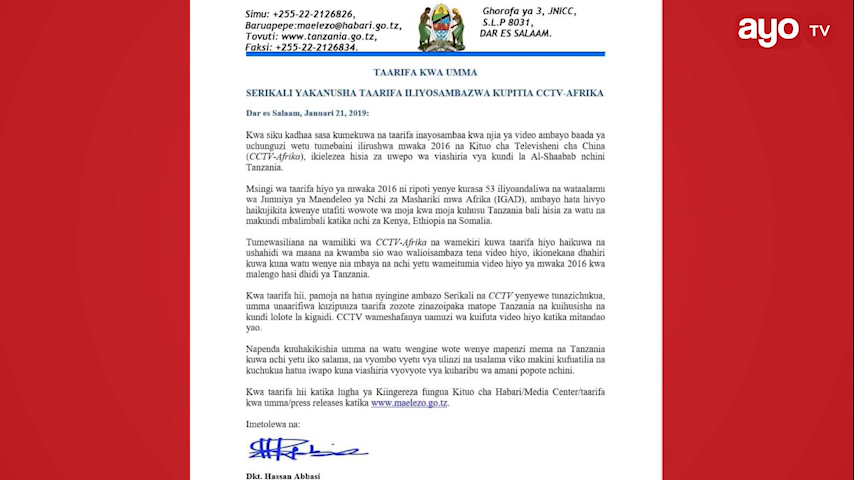 Simu: +255-22-2126826,
Baruapepe:maelezo@habari.go.tz,
Tovuti: www.tanzania.go.tz,
Faksi: +255-22-2126834.
Ghorofa ya 3, JNICC,
S.L.P 8031,
DAR ES SALAAM.
ayo TV
TAARIFA KWA UMMA
SERIKALI YAKANUSHA TAARIFA ILIYOSAMBAZWA KUPITIA CCTV-AFRIKA
Dar es Salaam, Januari 21, 2019:
Kwa siku kadhaa sasa kumekuwa na taarifa inayosambaa kwa njia ya video ambayo baada ya
uchunguzi wetu tumebaini ilirushwa mwaka 2016 na Kituo cha Televisheni cha China
(CCTV-Afrika), ikielezea hisia za uwepo wa viashiria vya kundi la Al-Shaabab nchini
Tanzania.
Msingi wa taarifa hiyo ya mwaka 2016 ni ripoti yenye kurasa 53 iliyoandaliwa na wataalamu
wa Jumuiya ya Maendeleo ya Nchi za Mashariki mwa Afrika (IGAD), ambayo hata hivyo
haikujikita kwenye utafiti wowote wa moja kwa moja kuhusu Tanzania bali hisia za watu na
makundi mbalimbali katika nchi za Kenya, Ethiopia na Somalia.
Tumewasiliana na wamiliki wa CCTV-Afrika na wamekiri kuwa taarifa hiyo haikuwa na
ushahidi wa maana na kwamba sio wao walioisambaza tena video hiyo, ikionekana dhahiri
kuwa kuna watu wenye nia mbaya na nchi yetu wameitumia video hiyo ya mwaka 2016 kwa
malengo hasi dhidi ya Tanzania.
Kwa taarifa hii, pamoja na hatua nyingine ambazo Serikali na CCTV yenyewe tunazichukua,
umma unaarifiwa kuzipuuza taarifa zozote zinazoipaka matope Tanzania na kuihusisha na
kundi lolote la kigaidi. CCTV wameshafanya uamuzi wa kuifuta video hiyo katika mitandao
yao.
Napenda kuuhakikishia umma na watu wengine wote wenye mapenzi mema na Tanzania
kuwa nchi yetu iko salama, na vyombo vyetu vya ulinzi na usalama viko makini kufuatilia na
kuchukua hatua iwapo kuna viashiria vyovyote vya kuharibu wa amani popote nchini.
Kwa taarifa hii katika lugha ya Kiingereza fungua Kituo cha Habari/Media Center/taarifa
kwa umma/press releases katika www.maelezo.go.tz.
Imetolewa na:
Dkt. Hassan Abbasi